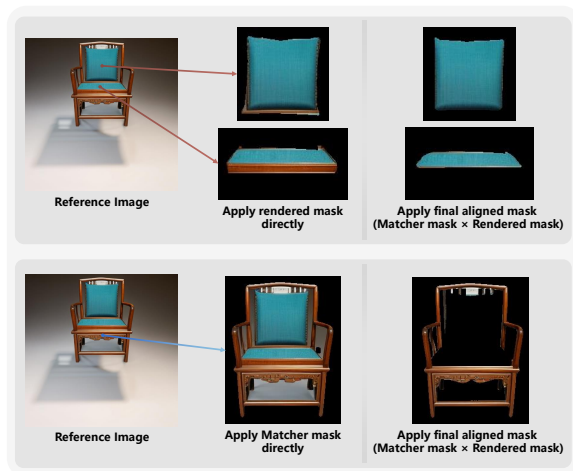 Reference Image
Apply rendered mask
directly
Apply final aligned mask
(Matcher mask × Rendered mask)
Reference Image
Apply Matcher mask
directly
Apply final aligned mask
(Matcher mask × Rendered mask)